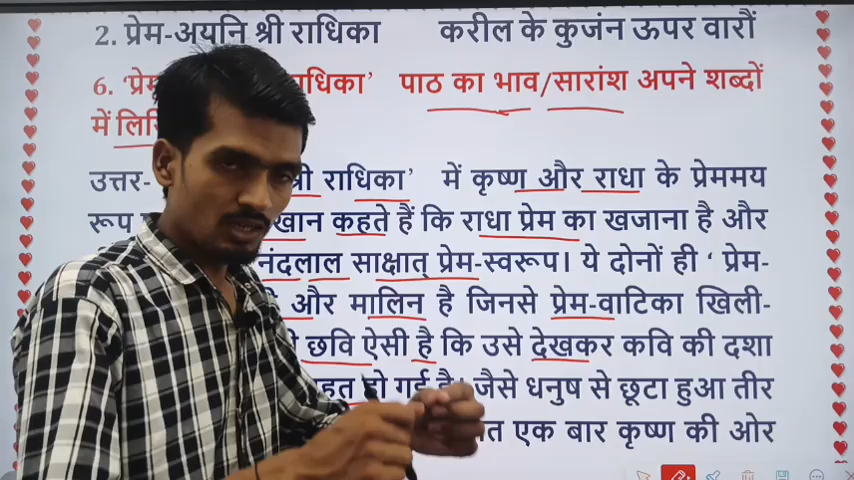 2. प्रेम-अयनि श्री राधिका करील के कुजंन ऊपर वारौं
6. राधिका' पाठ का भाव/सारांश अपने शब्दों
में
उत्तर- श्री राधिका' में कृष्ण और राधा के प्रेममय
रूप कहते हैं कि राधा प्रेम का खजाना है और
नंदलाल साक्षात् प्रेम-स्वरूप। ये दोनों ही ' प्रेम-
और मालिन है जिनसे प्रेम-वाटिका खिली-
छवि ऐसी है कि उसे देखकर कवि की दशा
हो गई है। जैसे धनुष से छूटा हुआ तीर
एक बार कृष्ण की ओर